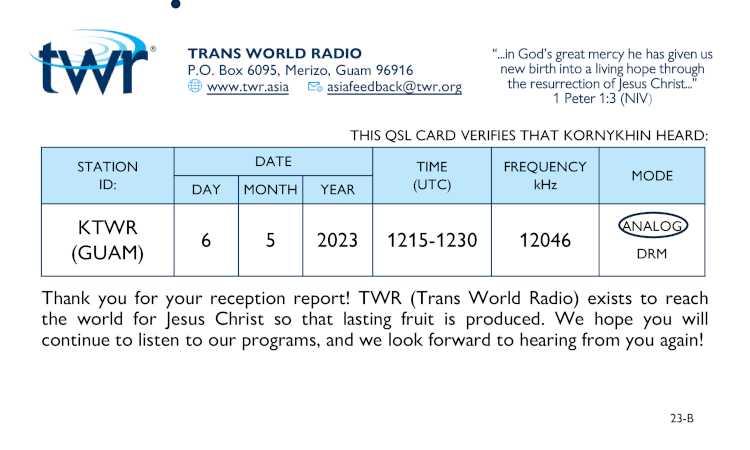 twr®
TRANS WORLD RADIO
P.O. Box 6095, Merizo, Guam 96916
www.twr.asia asiafeedback@twr.org
“...in God’s great mercy he has given us
new birth into a living hope through
the resurrection of Jesus Christ...”
1 Peter 1:3 (NIV)
THIS QSL CARD VERIFIES THAT KORNYKHIN HEARD:
STATION
ID:
DATE
DAY MONTH YEAR
TIME
(UTC)
FREQUENCY
kHz
MODE
KTWR
(GUAM)
6 5 2023 1215-1230 12046
ANALOG
DRM
Thank you for your reception report! TWR (Trans World Radio) exists to reach
the world for Jesus Christ so that lasting fruit is produced. We hope you will
continue to listen to our programs, and we look forward to hearing from you again!
23-B